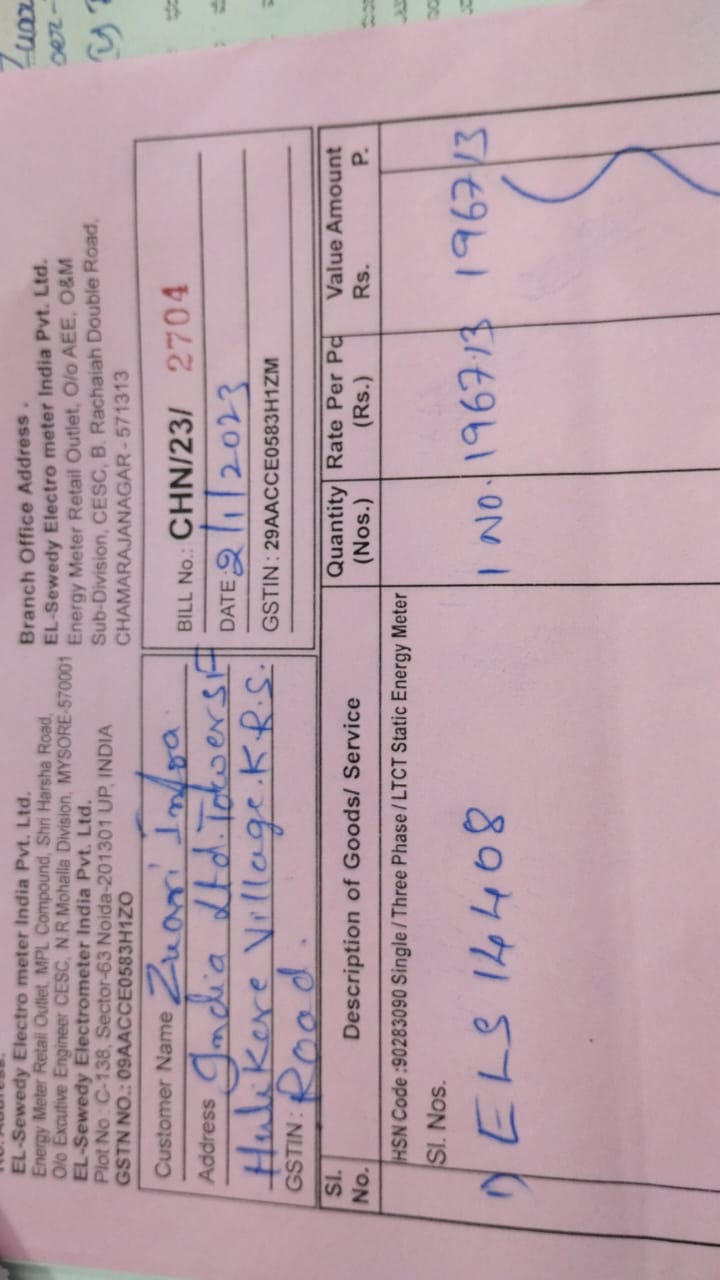 EL-Sewedy Electro meter India Pvt. Ltd.
Energy Meter Retail Outlet, MPL Compound, Shri Harsha Road,
O/o Excutive Engineer CESC, N R Mohalla Division, MYSORE-570001
EL-Sewedy Electrometer India Pvt. Ltd.
Plot No : C-138, Sector-63 Noida-201301 UP, INDIA
GSTN NO.: 09AACCE0583H1ZO
Branch Office Address .
EL-Sewedy Electro meter India Pvt. Ltd.
Energy Meter Retail Outlet, O/o AEE, O&M
Sub-Division, CESC, B. Rachaiah Double Road,
CHAMARAJANAGAR - 571313
Customer Name Zuari Infra
Address India Ltd. Towers
Hulikere Village. K.R.S.
GSTIN : Road.
BILL No.: CHN/23/ 2704
DATE : 2/1/2023
GSTIN : 29AACCE0583H1ZM
Sl. No. Description of Goods/ Service Quantity (Nos.) Rate Per Pc (Rs.) Value Amount Rs. P.
HSN Code :90283090 Single / Three Phase / LTCT Static Energy Meter
Sl. Nos.
1) ELS 14408 1 NO. 1967.13 1967 13